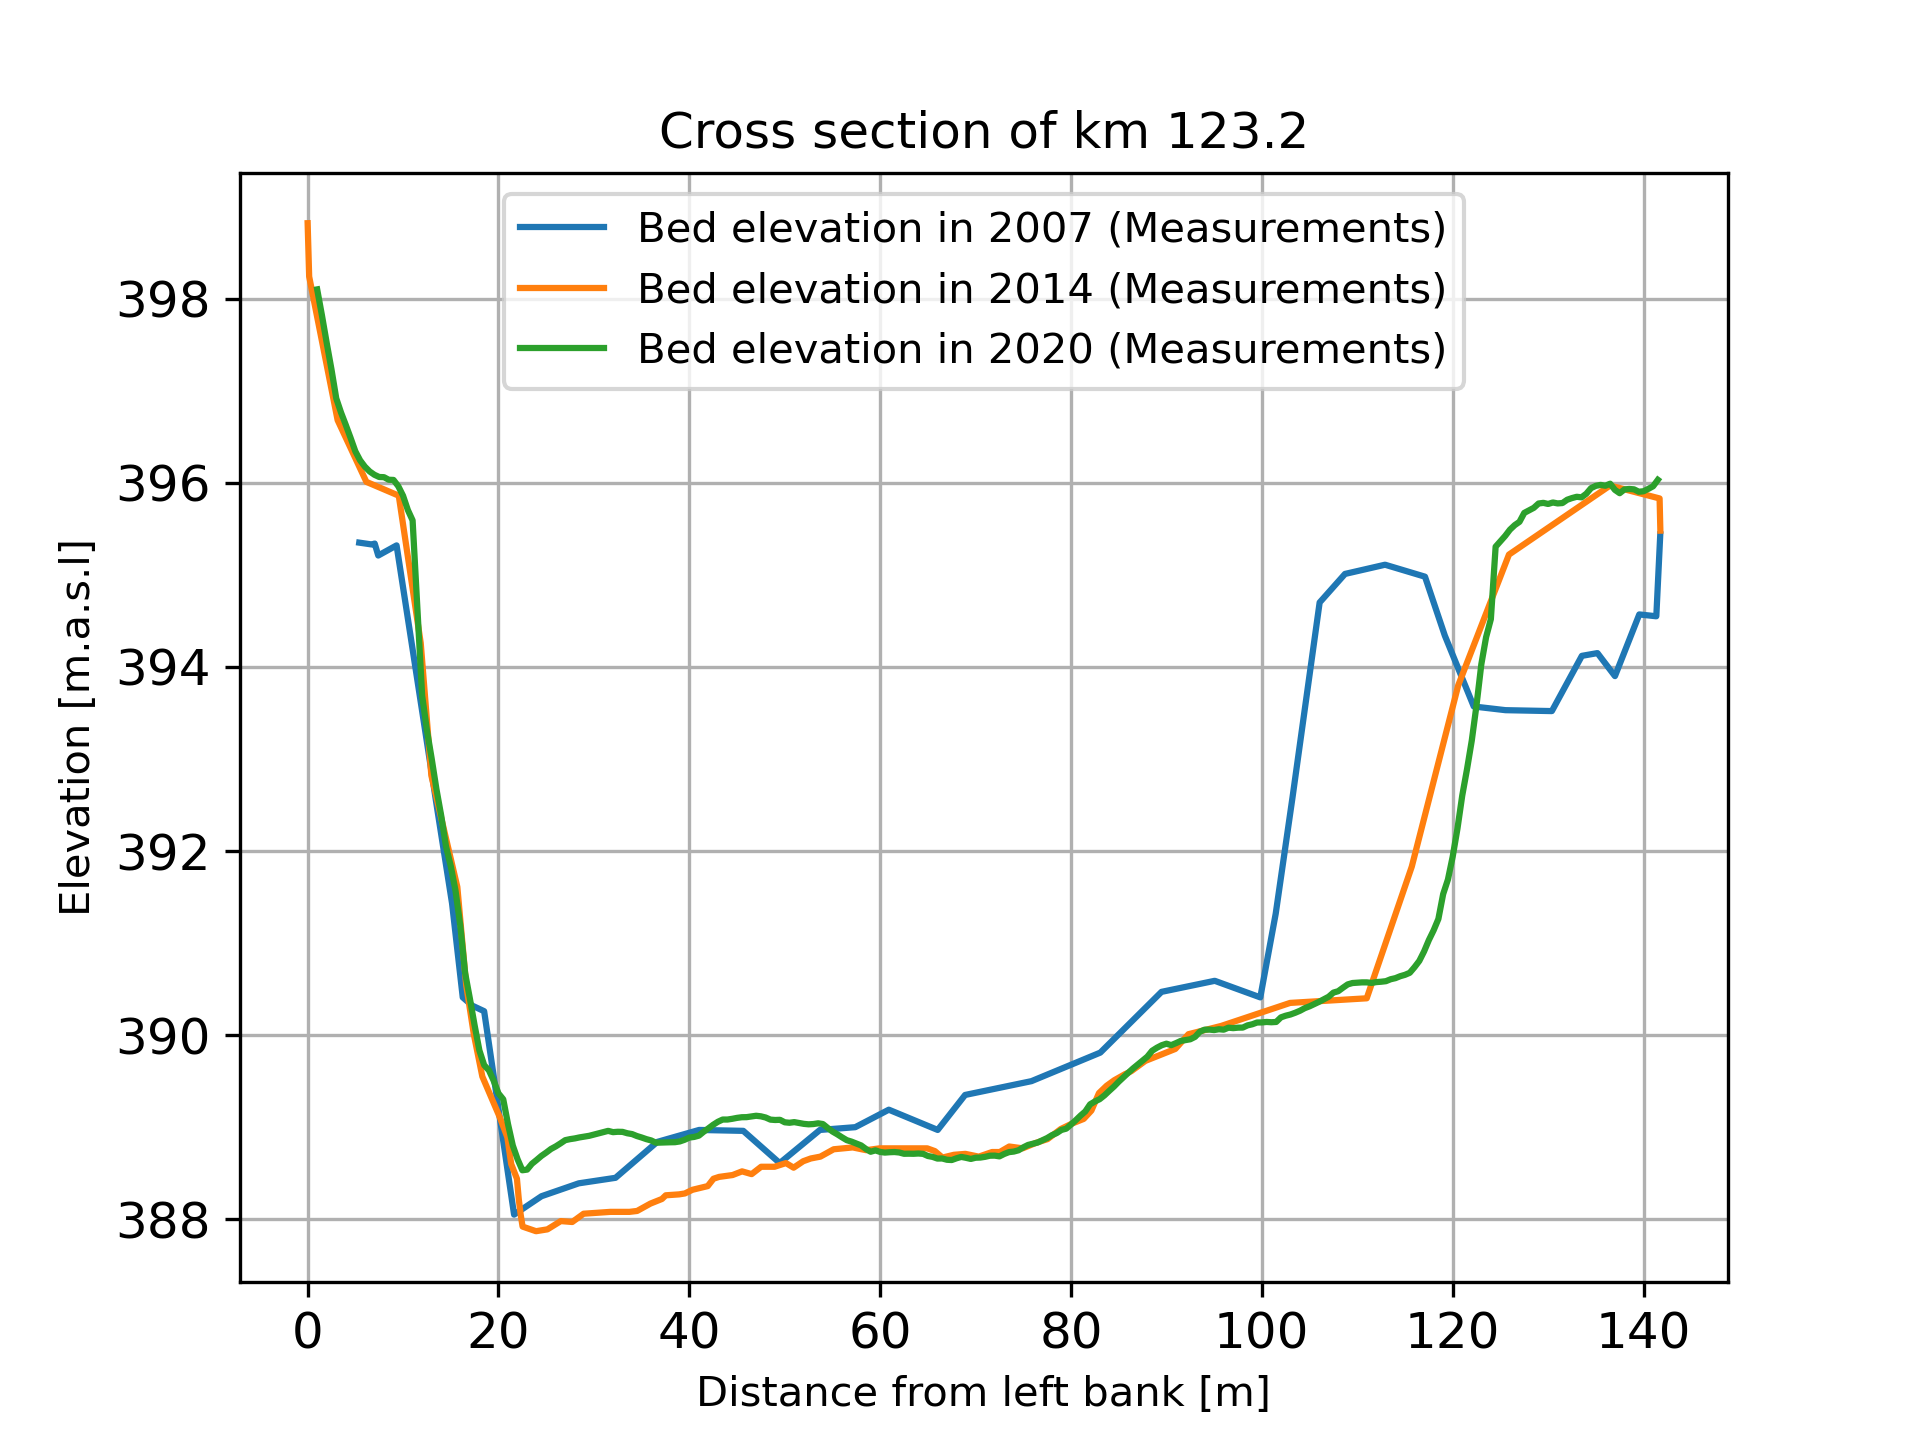 Cross section of km 123.2
Bed elevation in 2007 (Measurements)
Bed elevation in 2014 (Measurements)
Bed elevation in 2020 (Measurements)
398
396
394
392
390
388
Elevation [m.a.s.l]
0 20 40 60 80 100 120 140
Distance from left bank [m]